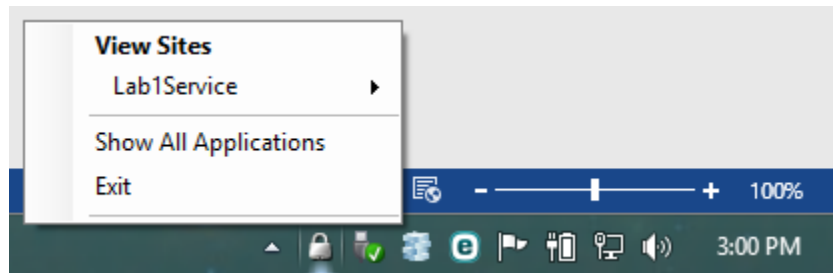 View Sites
Lab1Service
Show All Applications
Exit
- + 100%
3:00 PM